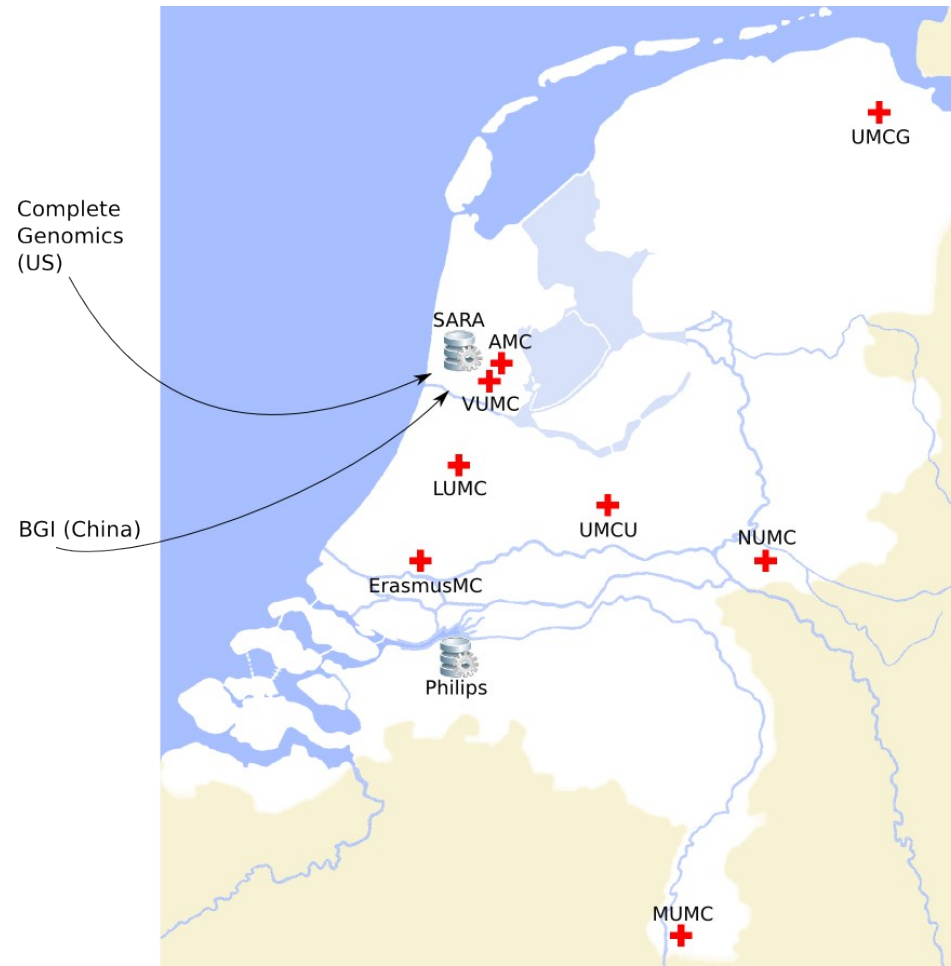 UMCG
Complete
Genomics
(US)
SARA
AMC
VUMC
LUMC
BGI (China)
UMCU
NUMC
ErasmusMC
Philips
MUMC